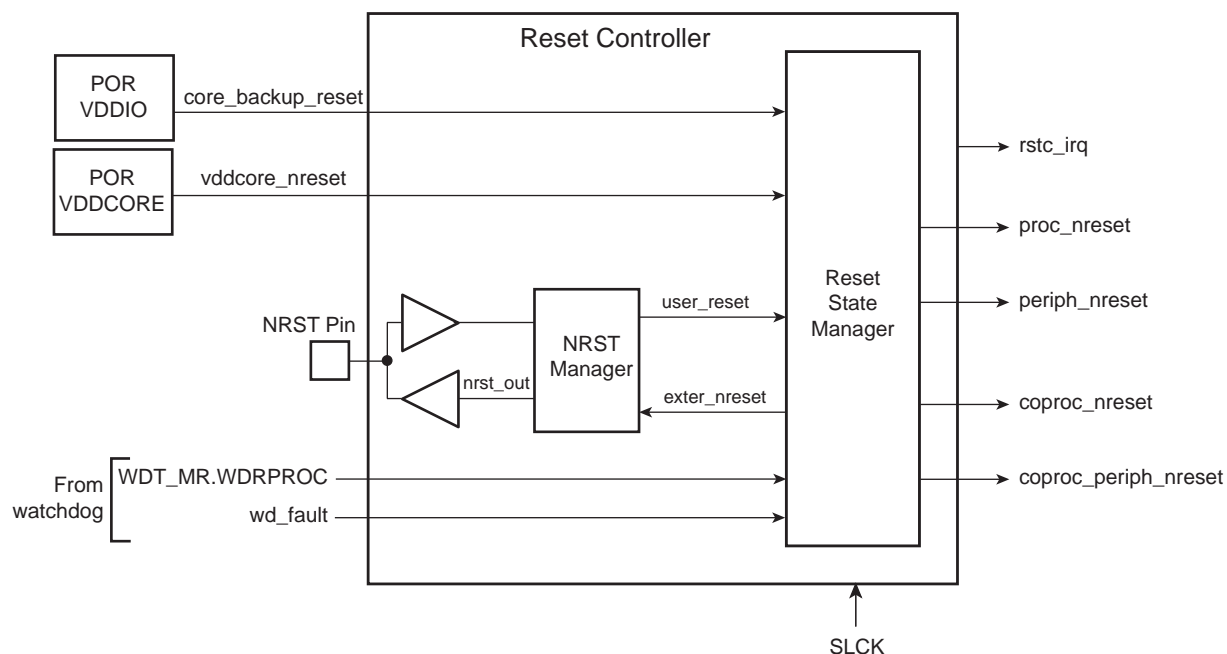 Reset Controller
POR
VDDIO
core_backup_reset
rstc_irq
POR
VDDCORE
vddcore_nreset
proc_nreset
Reset
State
Manager
periph_nreset
NRST Pin
user_reset
NRST
Manager
nrst_out
exter_nreset
coproc_nreset
From
watchdog
WDT_MR.WDRPROC
coproc_periph_nreset
wd_fault
SLCK